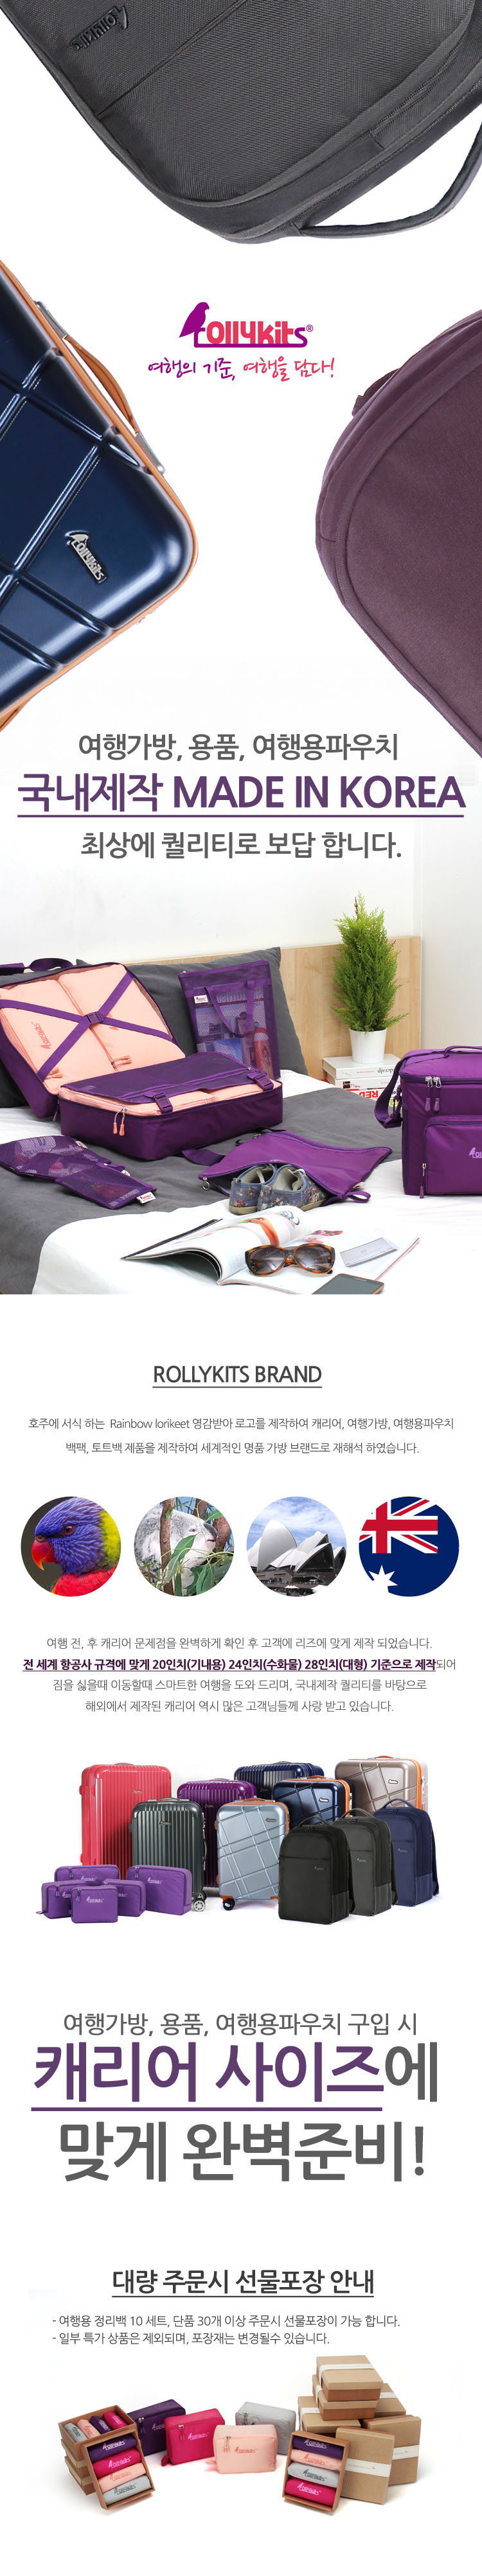 rollykits
rollykits®
여행의 기준, 여행을 담다!
rollykits
여행가방, 용품, 여행용파우치
국내제작 MADE IN KOREA
최상에 퀄리티로 보답 합니다.
ROLLYKITS BRAND
호주에 서식 하는 Rainbow lorikeet 영감받아 로고를 제작하여 캐리어, 여행가방, 여행용파우치
백팩, 토트백 제품을 제작하여 세계적인 명품 가방 브랜드로 재해석 하였습니다.
여행 전, 후 캐리어 문제점을 완벽하게 확인 후 고객에 리즈에 맞게 제작 되었습니다.
전 세계 항공사 규격에 맞게 20인치(기내용) 24인치(수화물) 28인치(대형) 기준으로 제작되어
짐을 싫을때 이동할때 스마트한 여행을 도와 드리며, 국내제작 퀄리티를 바탕으로
해외에서 제작된 캐리어 역시 많은 고객님들께 사랑 받고 있습니다.
여행가방, 용품, 여행용파우치 구입 시
캐리어 사이즈에
맞게 완벽준비!
대량 주문시 선물포장 안내
- 여행용 정리백 10 세트, 단품 30개 이상 주문시 선물포장이 가능 합니다.
- 일부 특가 상품은 제외되며, 포장재는 변경될수 있습니다.